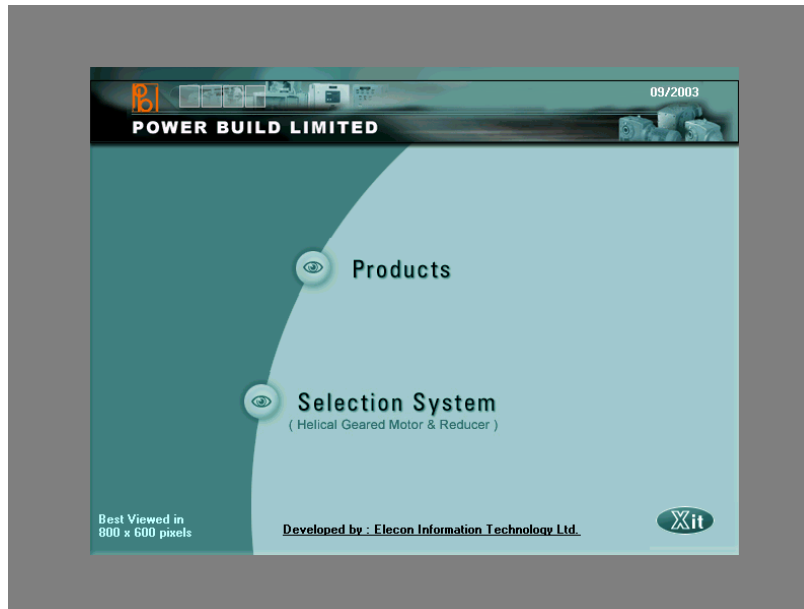 09/2003
POWER BUILD LIMITED
Products
Selection System
( Helical Geared Motor & Reducer )
Best Viewed in
800 x 600 pixels
Developed by : Elecon Information Technology Ltd.
Xit